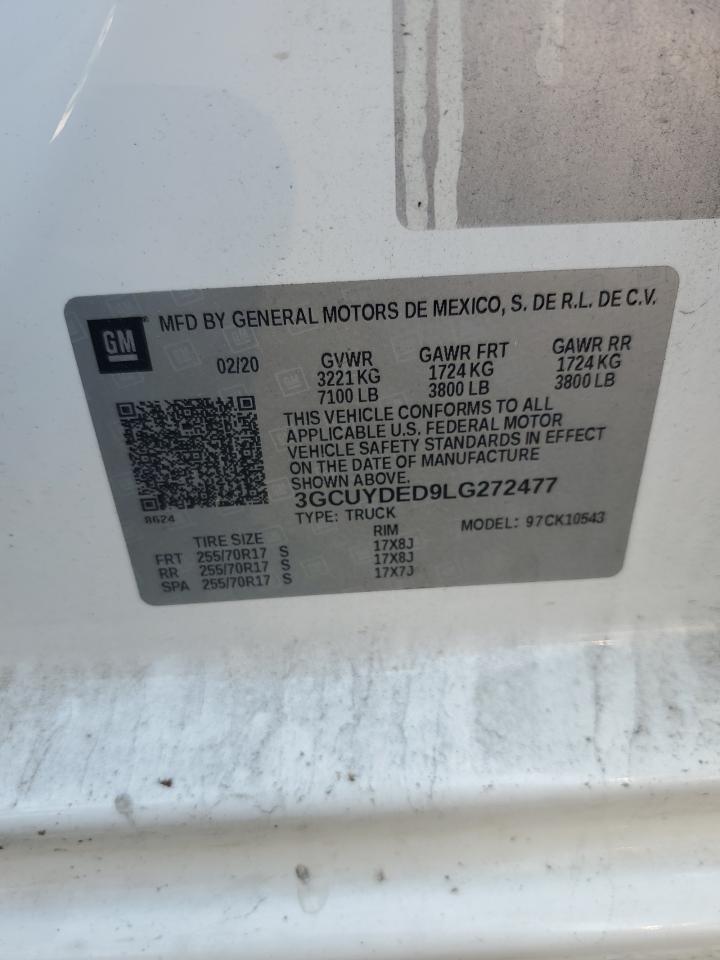 GM MFD BY GENERAL MOTORS DE MEXICO, S. DE R.L. DE C.V.
02/20 GVWR GAWR FRT GAWR RR
3221 KG 1724 KG 1724 KG
7100 LB 3800 LB 3800 LB
THIS VEHICLE CONFORMS TO ALL
APPLICABLE U.S. FEDERAL MOTOR
VEHICLE SAFETY STANDARDS IN EFFECT
ON THE DATE OF MANUFACTURE
SHOWN ABOVE.
3GCUYDED9LG272477
8624 TYPE: TRUCK MODEL: 97CK10543
TIRE SIZE RIM
FRT 255/70R17 S 17X8J
RR 255/70R17 S 17X8J
SPA 255/70R17 S 17X7J